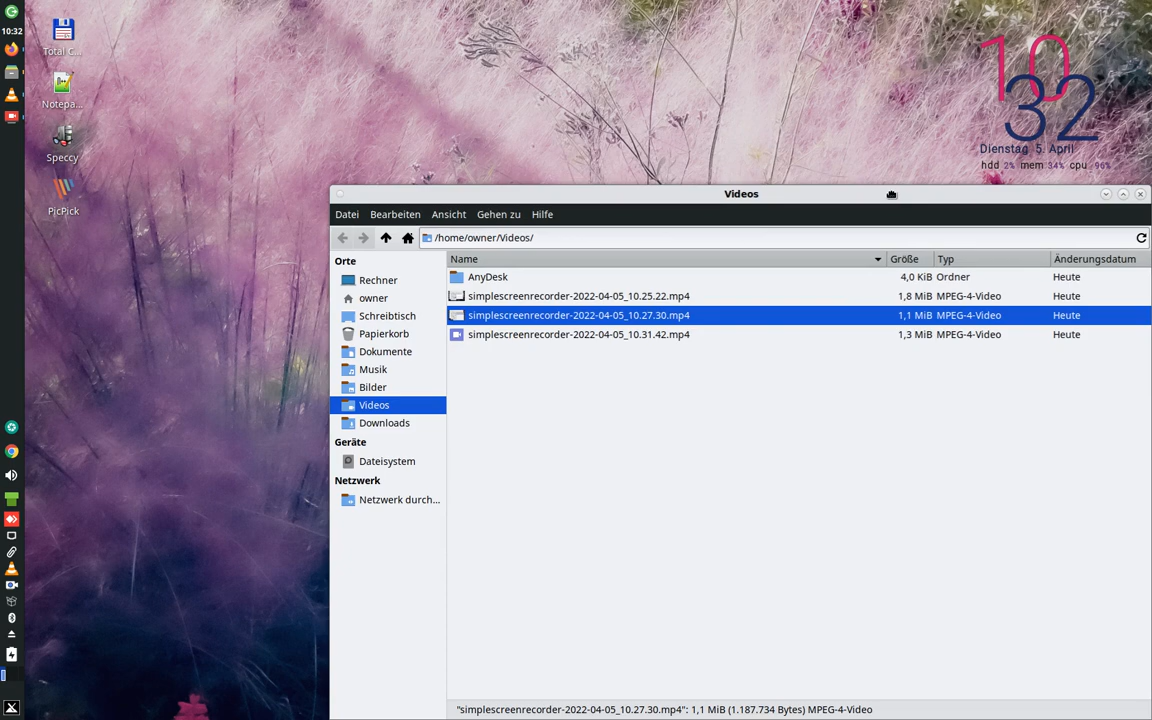 10:32
Total C...
Notepa...
Speccy
PicPick
10
32
Dienstag 5. April
hdd 2% mem 34% cpu 96%
Videos
Datei Bearbeiten Ansicht Gehen zu Hilfe
/home/owner/Videos/
Orte
Rechner
owner
Schreibtisch
Papierkorb
Dokumente
Musik
Bilder
Videos
Downloads
Geräte
Dateisystem
Netzwerk
Netzwerk durch...
Name Größe Typ Änderungsdatum
AnyDesk 4,0 KiB Ordner Heute
simplescreenrecorder-2022-04-05_10.25.22.mp4 1,8 MiB MPEG-4-Video Heute
simplescreenrecorder-2022-04-05_10.27.30.mp4 1,1 MiB MPEG-4-Video Heute
simplescreenrecorder-2022-04-05_10.31.42.mp4 1,3 MiB MPEG-4-Video Heute
"simplescreenrecorder-2022-04-05_10.27.30.mp4": 1,1 MiB (1.187.734 Bytes) MPEG-4-Video